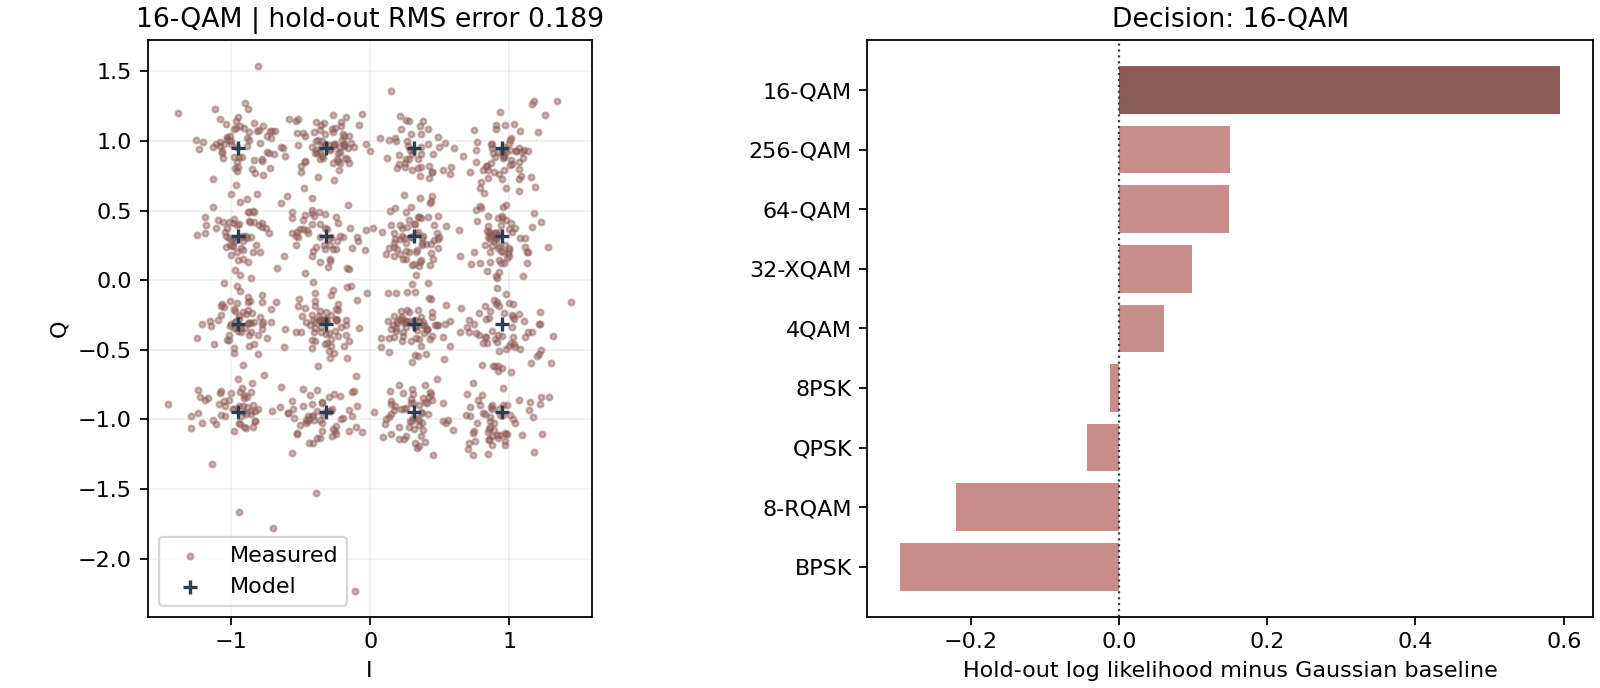 16-QAM | hold-out RMS error 0.189
1.5
1.0
0.5
0.0
−0.5
−1.0
−1.5
−2.0
Q
Measured
Model
−1
0
1
I
Decision: 16-QAM
16-QAM
256-QAM
64-QAM
32-XQAM
4QAM
8PSK
QPSK
8-RQAM
BPSK
−0.2
0.0
0.2
0.4
0.6
Hold-out log likelihood minus Gaussian baseline